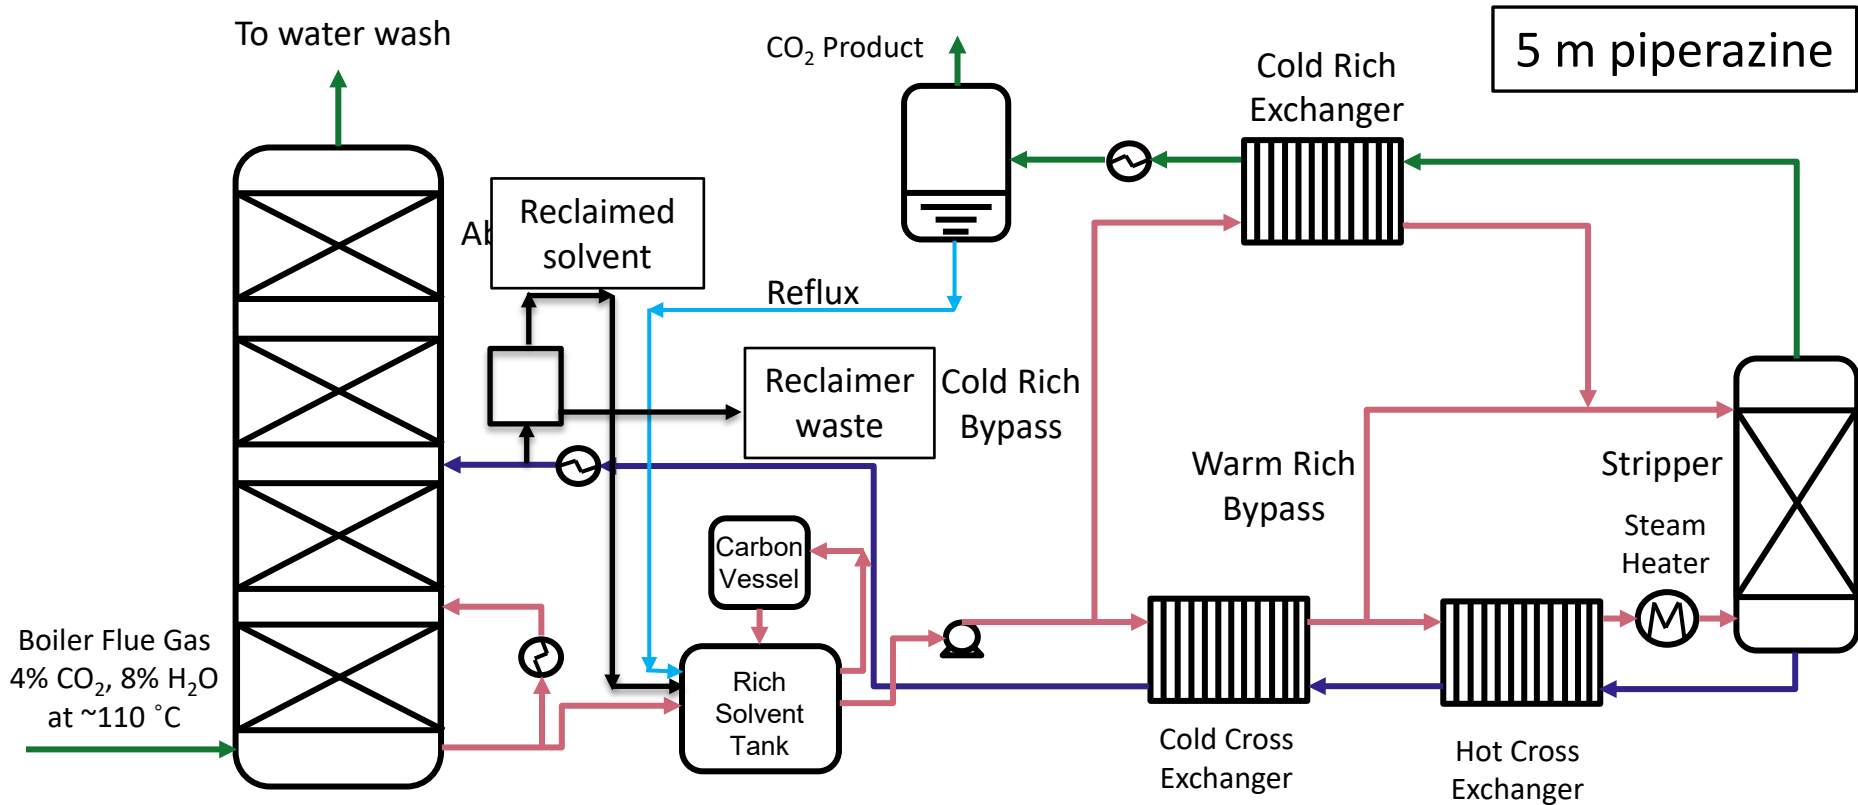 To water wash
CO₂ Product
Cold Rich
Exchanger
5 m piperazine
Reclaimed
solvent
Reflux
Reclaimer
waste
Cold Rich
Bypass
Warm Rich
Bypass
Stripper
Steam
Heater
Carbon
Vessel
Boiler Flue Gas
4% CO₂, 8% H₂O
at ~110 ˚C
Rich
Solvent
Tank
Cold Cross
Exchanger
Hot Cross
Exchanger